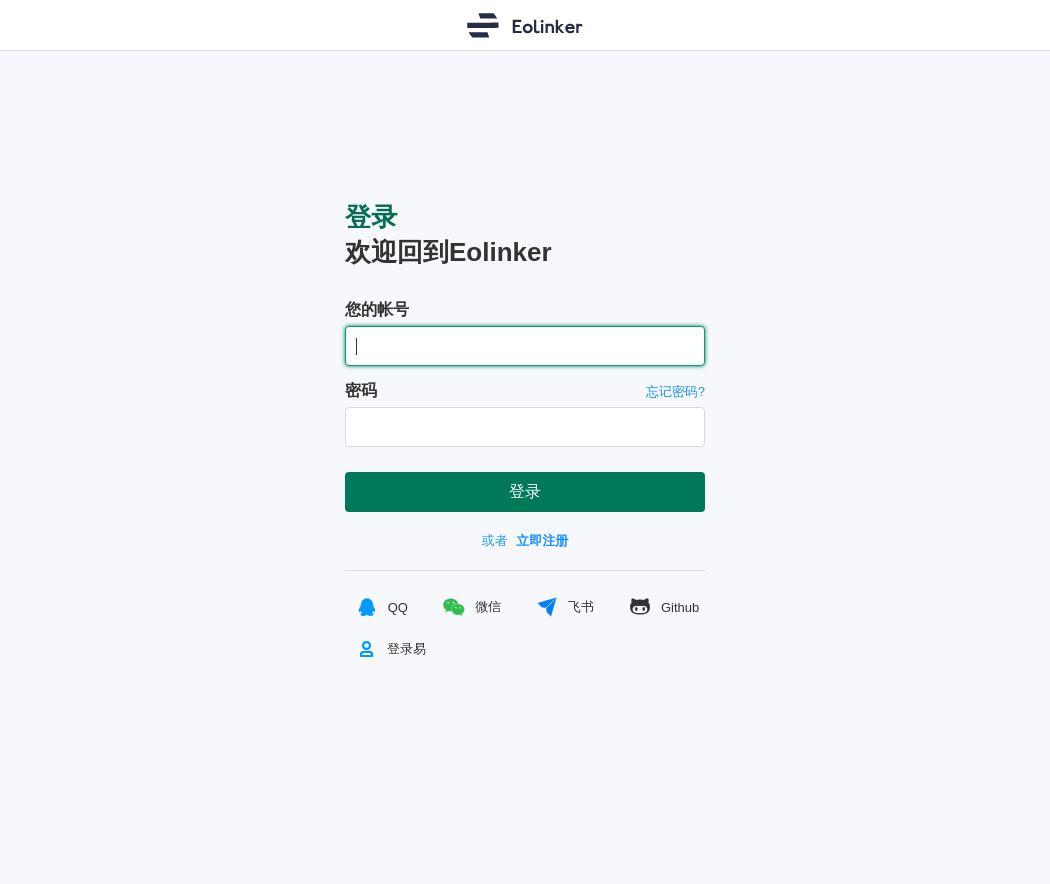 Eolinker
登录
欢迎回到Eolinker
您的帐号
密码 忘记密码?
登录
或者 立即注册
QQ 微信 飞书 Github
登录易